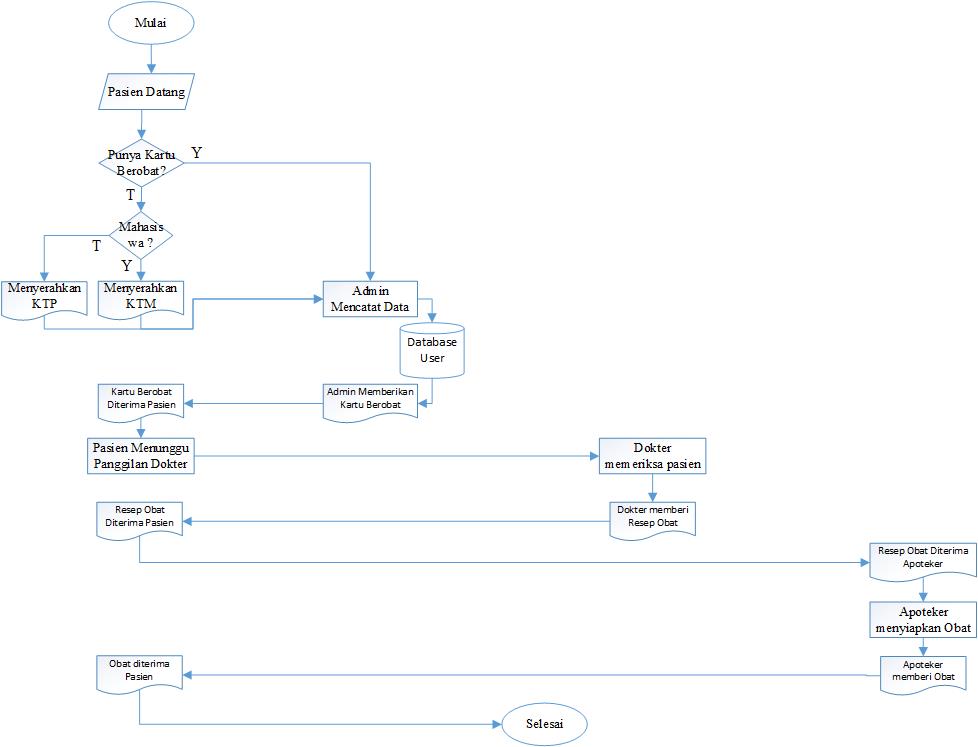 Mulai
Pasien Datang
Punya Kartu
Berobat?
Y
T
Mahasis
wa ?
T
Y
Menyerahkan
KTP
Menyerahkan
KTM
Admin
Mencatat Data
Database
User
Kartu Berobat
Diterima Pasien
Admin Memberikan
Kartu Berobat
Pasien Menunggu
Panggilan Dokter
Dokter
memeriksa pasien
Resep Obat
Diterima Pasien
Dokter memberi
Resep Obat
Resep Obat Diterima
Apoteker
Apoteker
menyiapkan Obat
Obat diterima
Pasien
Apoteker
memberi Obat
Selesai